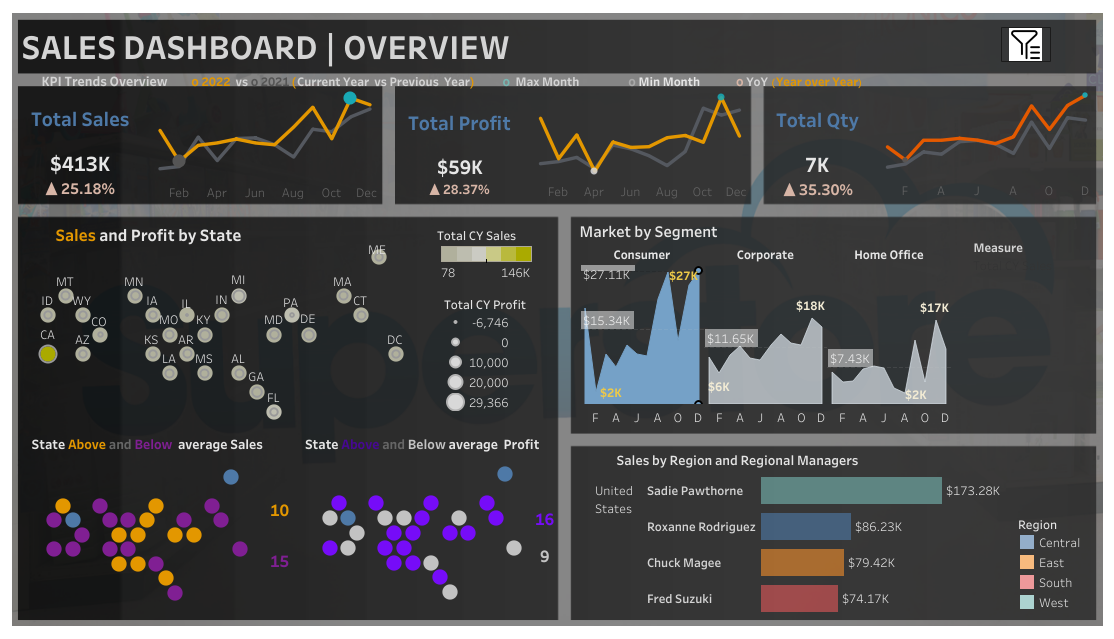 SALES DASHBOARD | OVERVIEW
KPI Trends Overview 2022 vs 2021 (Current Year vs Previous Year) Max Month Min Month YoY (Year over Year)
Total Sales
$413K
▲ 25.18%
Feb Apr Jun Aug Oct Dec
Total Profit
$59K
▲ 28.37%
Feb Apr Jun Aug Oct Dec
Total Qty
7K
▲ 35.30%
F A J A O D
Sales and Profit by State
ME
MT MN MI MA
ID WY IA IL IN PA CT
CO MO KY MD DE
CA AZ KS AR DC
LA MS AL
GA
FL
Total CY Sales
78 146K
Total CY Profit
-6,746
0
10,000
20,000
29,366
Market by Segment
Consumer Corporate Home Office
Measure
$27.11K $27K
$15.34K
$2K
$18K
$11.65K
$6K
$17K
$7.43K
$2K
F A J A O D F A J A O D F A J A O D
State Above and Below average Sales
10
15
State Above and Below average Profit
16
9
Sales by Region and Regional Managers
United
States
Sadie Pawthorne $173.28K
Roxanne Rodriguez $86.23K
Chuck Magee $79.42K
Fred Suzuki $74.17K
Region
Central
East
South
West
superstore